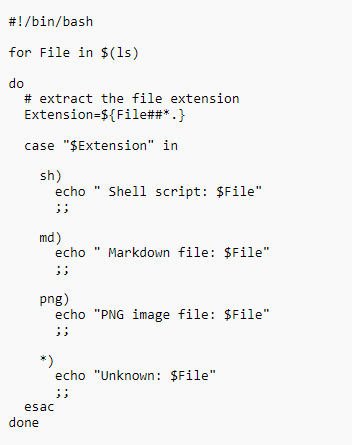 #!/bin/bash
for File in $(ls)
do
# extract the file extension
Extension=${File##*.}
case "$Extension" in
sh)
echo " Shell script: $File"
;;
md)
echo " Markdown file: $File"
;;
png)
echo "PNG image file: $File"
;;
*)
echo "Unknown: $File"
;;
esac
done